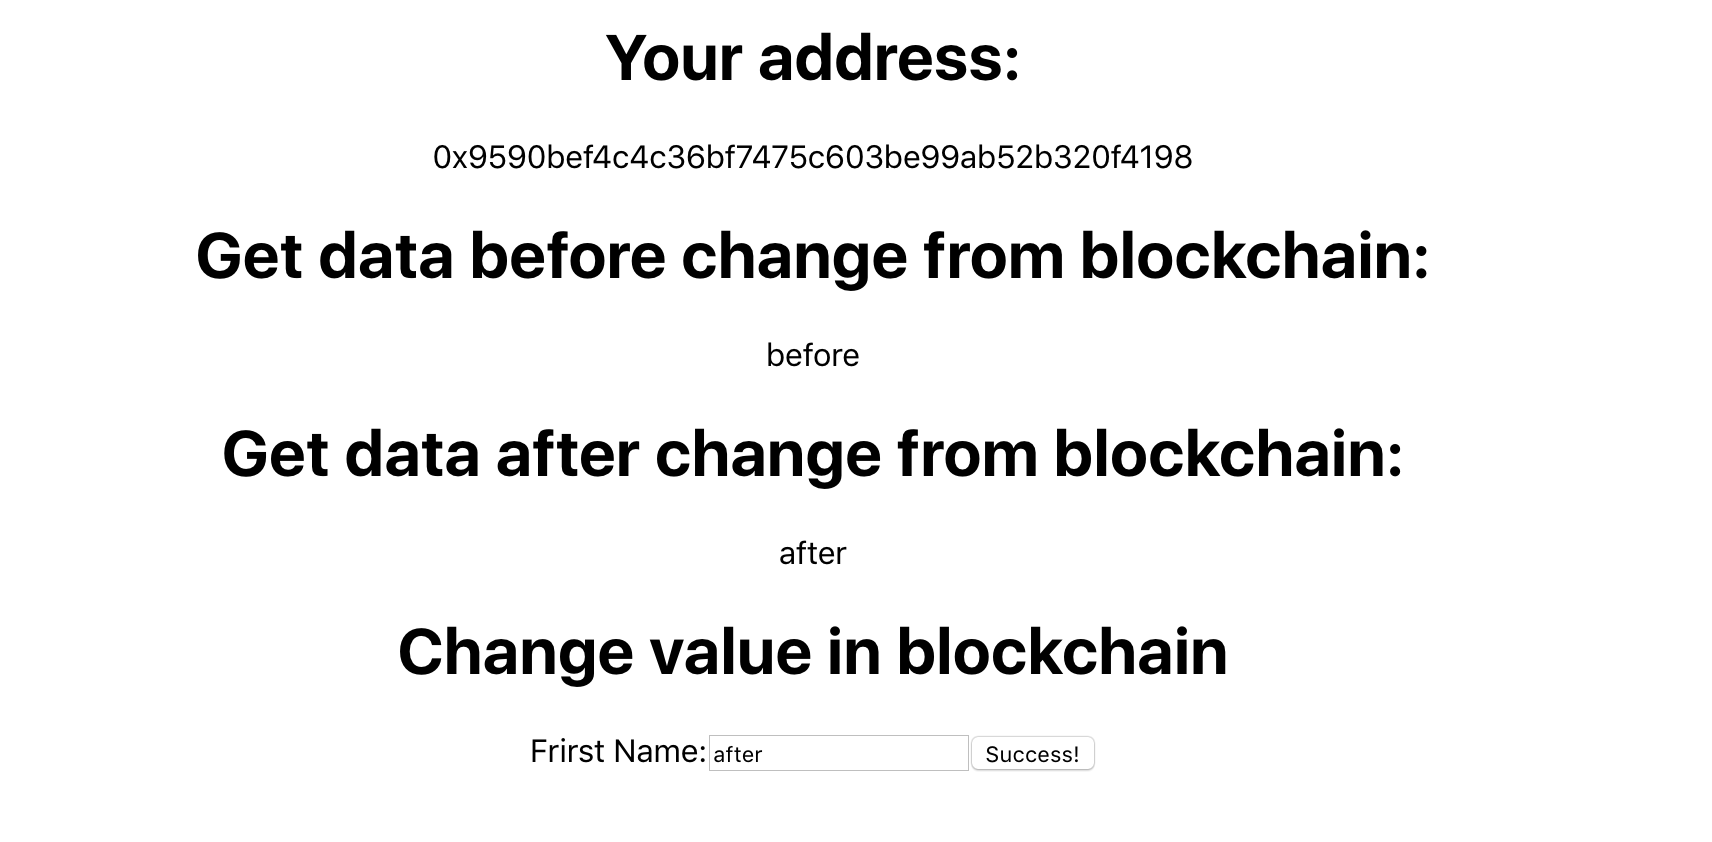 Your address:
0x9590bef4c4c36bf7475c603be99ab52b320f4198
Get data before change from blockchain:
before
Get data after change from blockchain:
after
Change value in blockchain
Frirst Name: after Success!